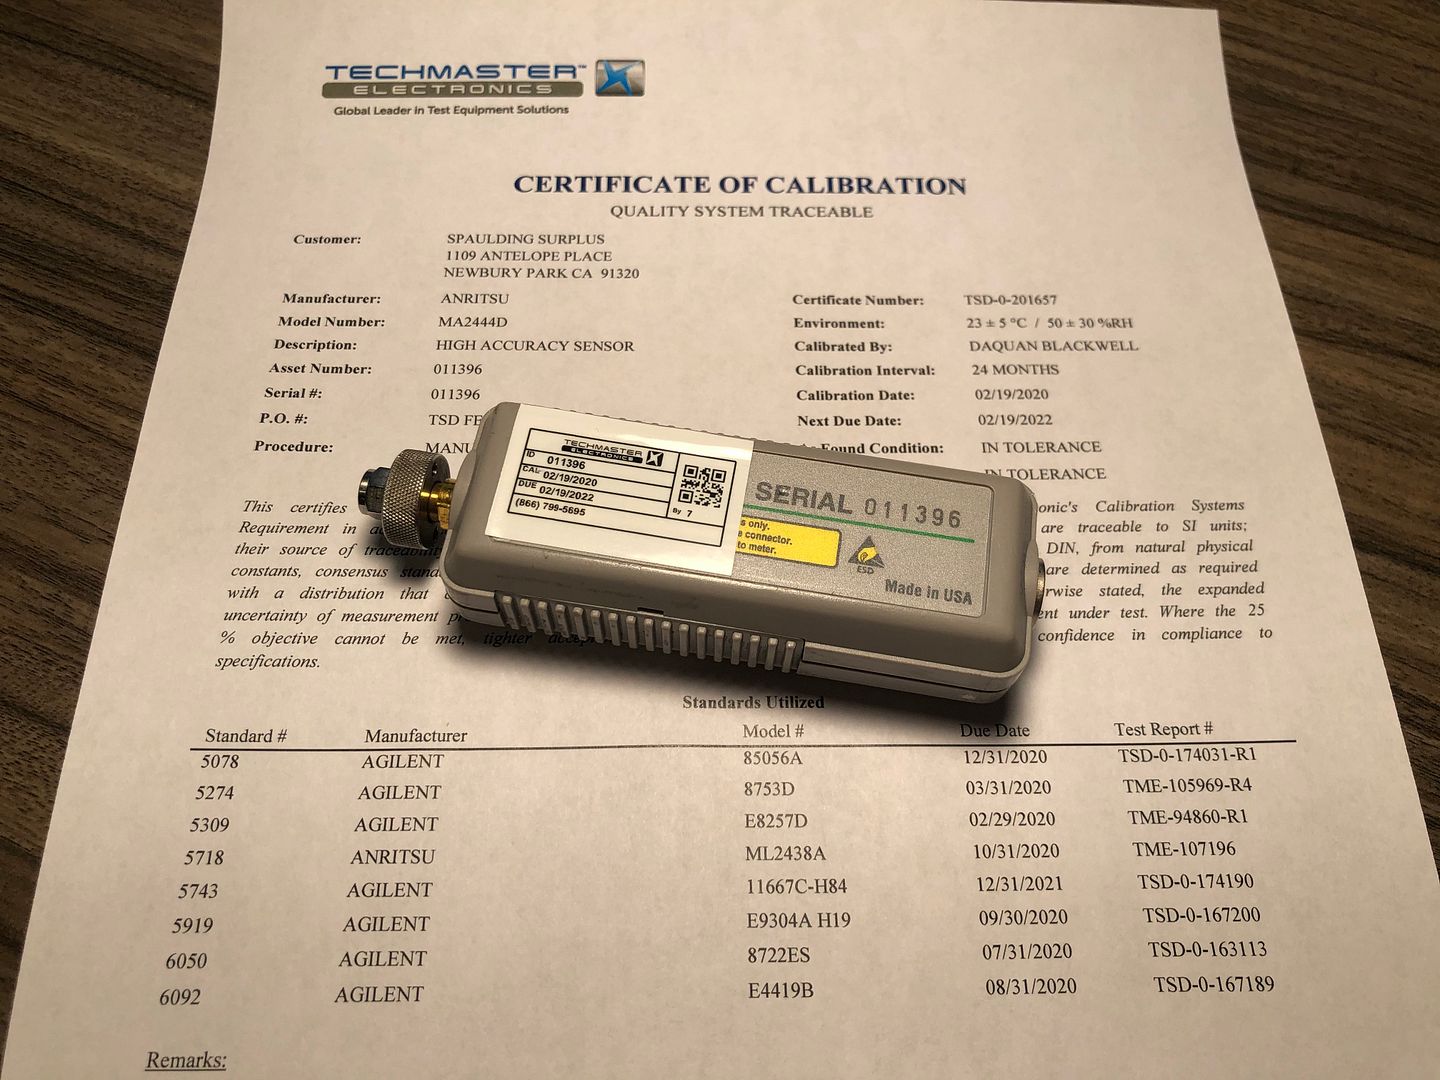 TECHMASTER™
ELECTRONICS
Global Leader in Test Equipment Solutions
CERTIFICATE OF CALIBRATION
QUALITY SYSTEM TRACEABLE
Customer: SPAULDING SURPLUS
1109 ANTELOPE PLACE
NEWBURY PARK CA 91320
Manufacturer: ANRITSU
Model Number: MA2444D
Description: HIGH ACCURACY SENSOR
Asset Number: 011396
Serial #: 011396
P.O. #: TSD FE
Procedure: MANU
Certificate Number: TSD-0-201657
Environment: 23 ± 5 °C / 50 ± 30 %RH
Calibrated By: DAQUAN BLACKWELL
Calibration Interval: 24 MONTHS
Calibration Date: 02/19/2020
Next Due Date: 02/19/2022
Found Condition: IN TOLERANCE
IN TOLERANCE
TECHMASTER
ELECTRONICS
ID 011396
CAL 02/19/2020
DUE 02/19/2022
(866) 799-5695
By 7
SERIAL 011396
s only.
connector.
to meter.
ESD
Made in USA
This certifies onic's Calibration Systems
Requirement in are traceable to SI units;
their source of DIN, from natural physical
constants, consensus are determined as required
with a distribution that rwise stated, the expanded
uncertainty of measurement ent under test. Where the 25
% objective cannot be met, tighter confidence in compliance to
specifications.
Standards Utilized
Standard # Manufacturer Model # Due Date Test Report #
5078 AGILENT 85056A 12/31/2020 TSD-0-174031-R1
5274 AGILENT 8753D 03/31/2020 TME-105969-R4
5309 AGILENT E8257D 02/29/2020 TME-94860-R1
5718 ANRITSU ML2438A 10/31/2020 TME-107196
5743 AGILENT 11667C-H84 12/31/2021 TSD-0-174190
5919 AGILENT E9304A H19 09/30/2020 TSD-0-167200
6050 AGILENT 8722ES 07/31/2020 TSD-0-163113
6092 AGILENT E4419B 08/31/2020 TSD-0-167189
Remarks: